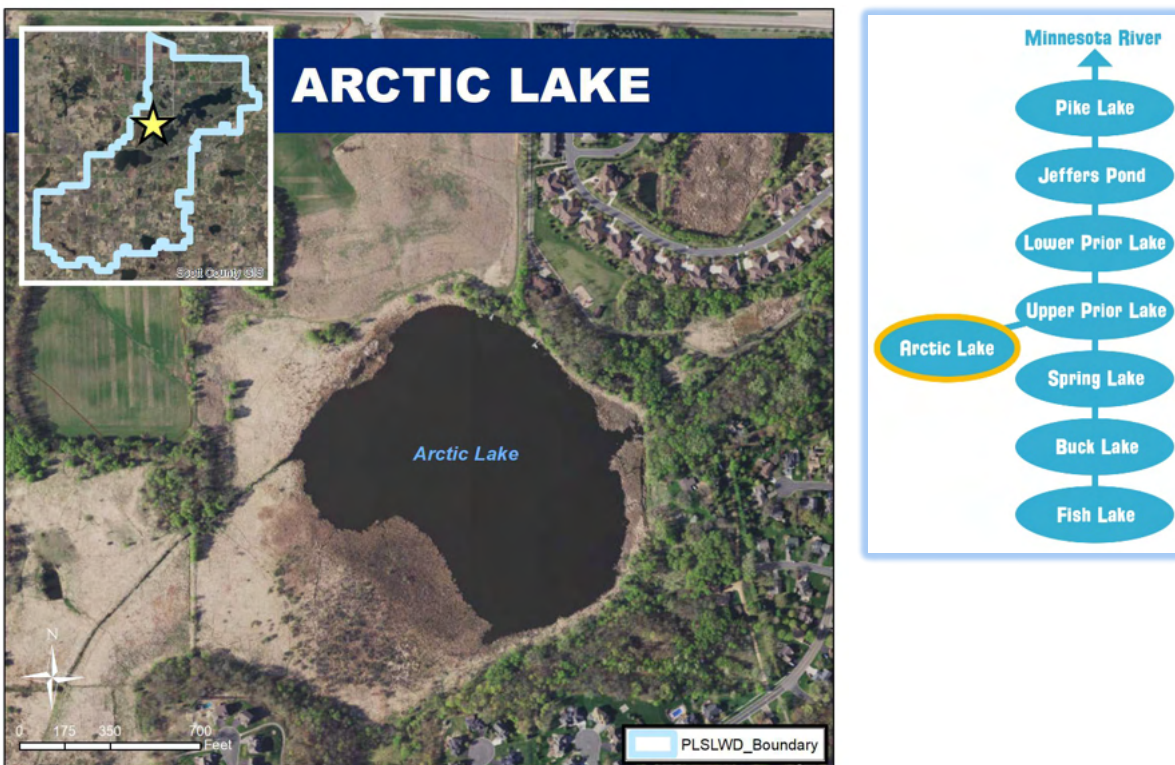 ARCTIC LAKE
Scott County GIS
Arctic Lake
N
0 175 350 700
Feet
PLSLWD_Boundary
Minnesota River
Pike Lake
Jeffers Pond
Lower Prior Lake
Upper Prior Lake
Arctic Lake
Spring Lake
Buck Lake
Fish Lake